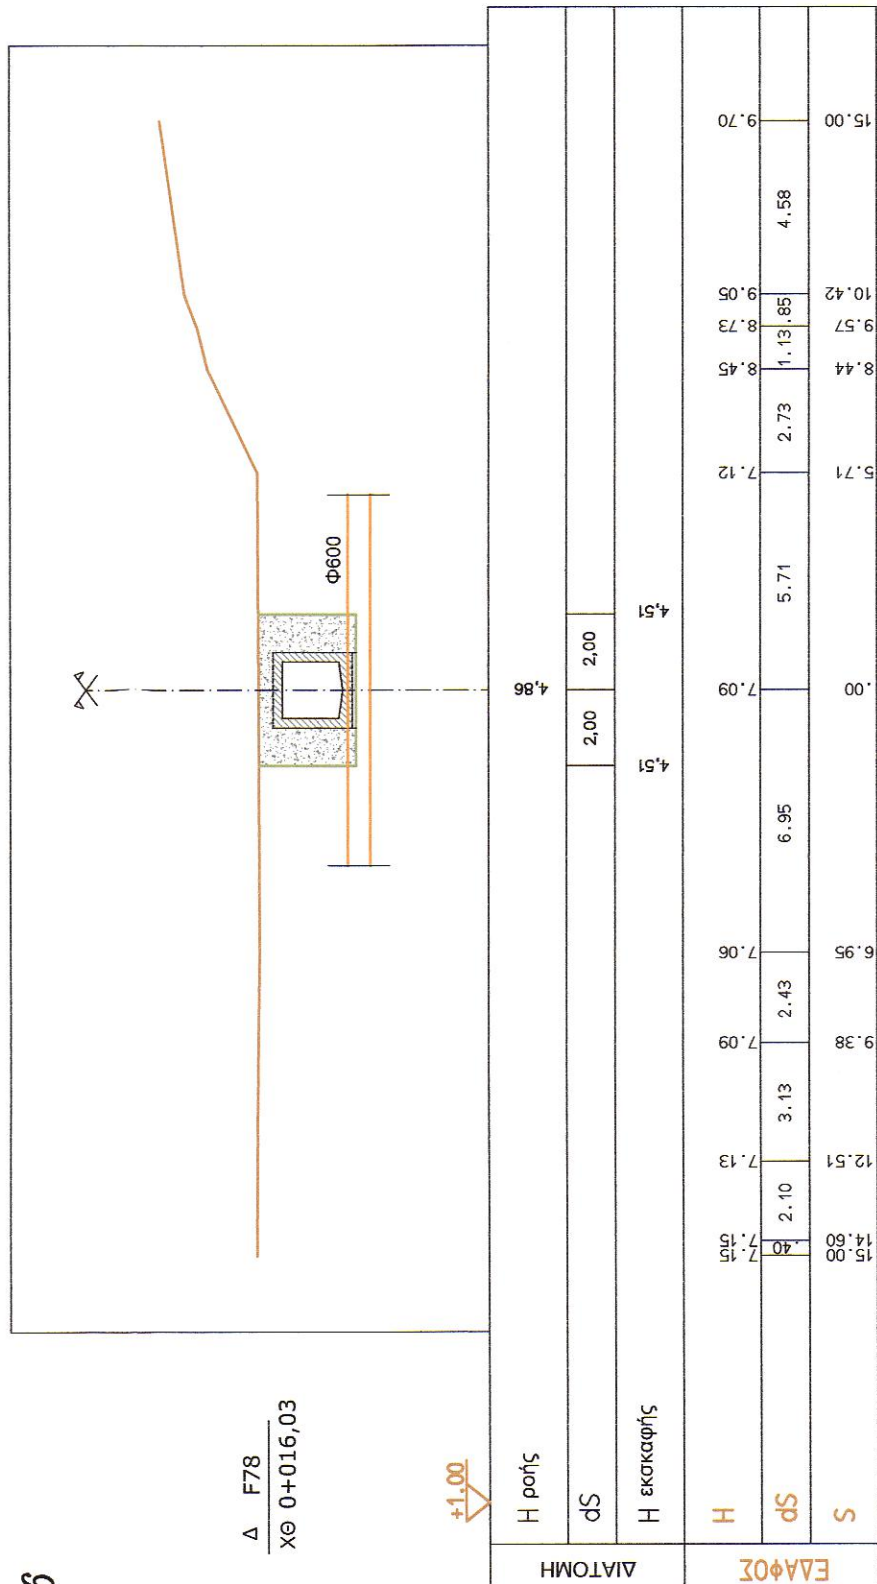 Δ F78
ΧΘ 0+016,03
+1.00
Φ600
ΔΙΑΤΟΜΗ
Η ροής
4,86
dS
2,00 2,00
Η εκσκαφής
4,51 4,51
ΕΔΑΦΟΣ
Η
7.15 7.15 7.13 7.09 7.06 7.09 7.12 8.45 8.73 9.05 9.70
dS
.40 2.10 3.13 2.43 6.95 5.71 2.73 1.13 .85 4.58
S
15.00 14.60 12.51 9.38 6.95 .00 5.71 8.44 9.57 10.42 15.00